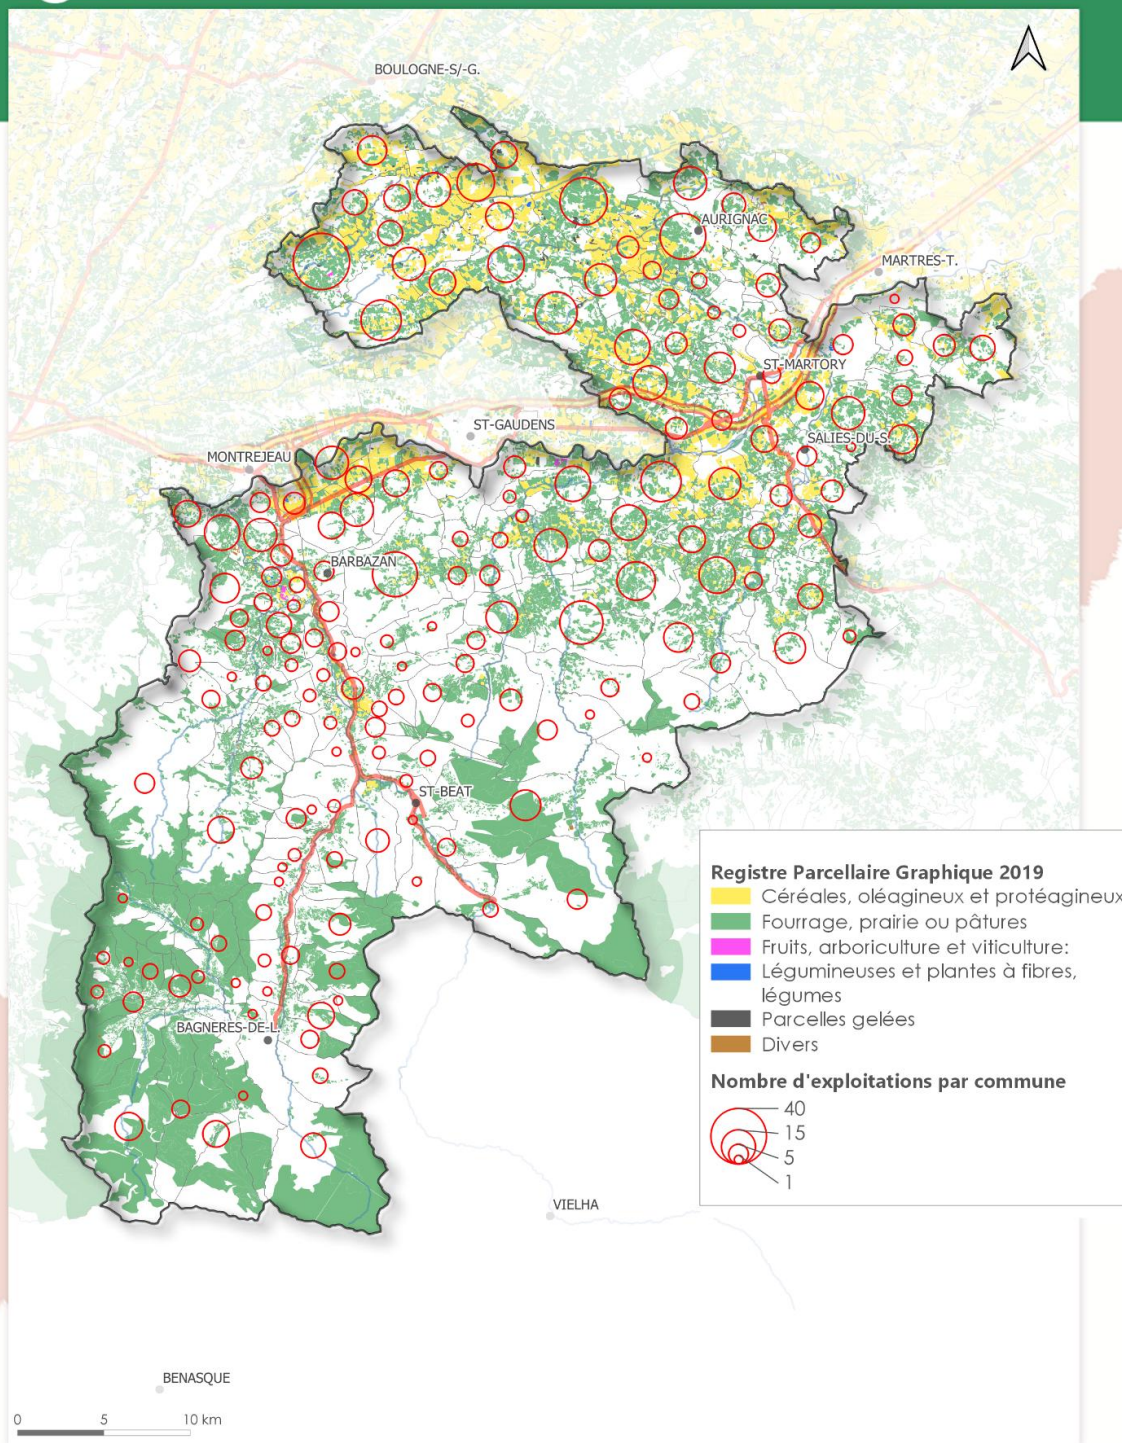 BOULOGNE-S/-G.
AURIGNAC
MARTRES-T.
ST-MARTORY
ST-GAUDENS
SALIES-DU-S.
MONTREJEAU
BARBAZAN
ST-BEAT
BAGNERES-DE-L.
VIELHA
BENASQUE
Registre Parcellaire Graphique 2019
Céréales, oléagineux et protéagineux
Fourrage, prairie ou pâtures
Fruits, arboriculture et viticulture:
Légumineuses et plantes à fibres,
légumes
Parcelles gelées
Divers
Nombre d'exploitations par commune
40
15
5
1
0 5 10 km